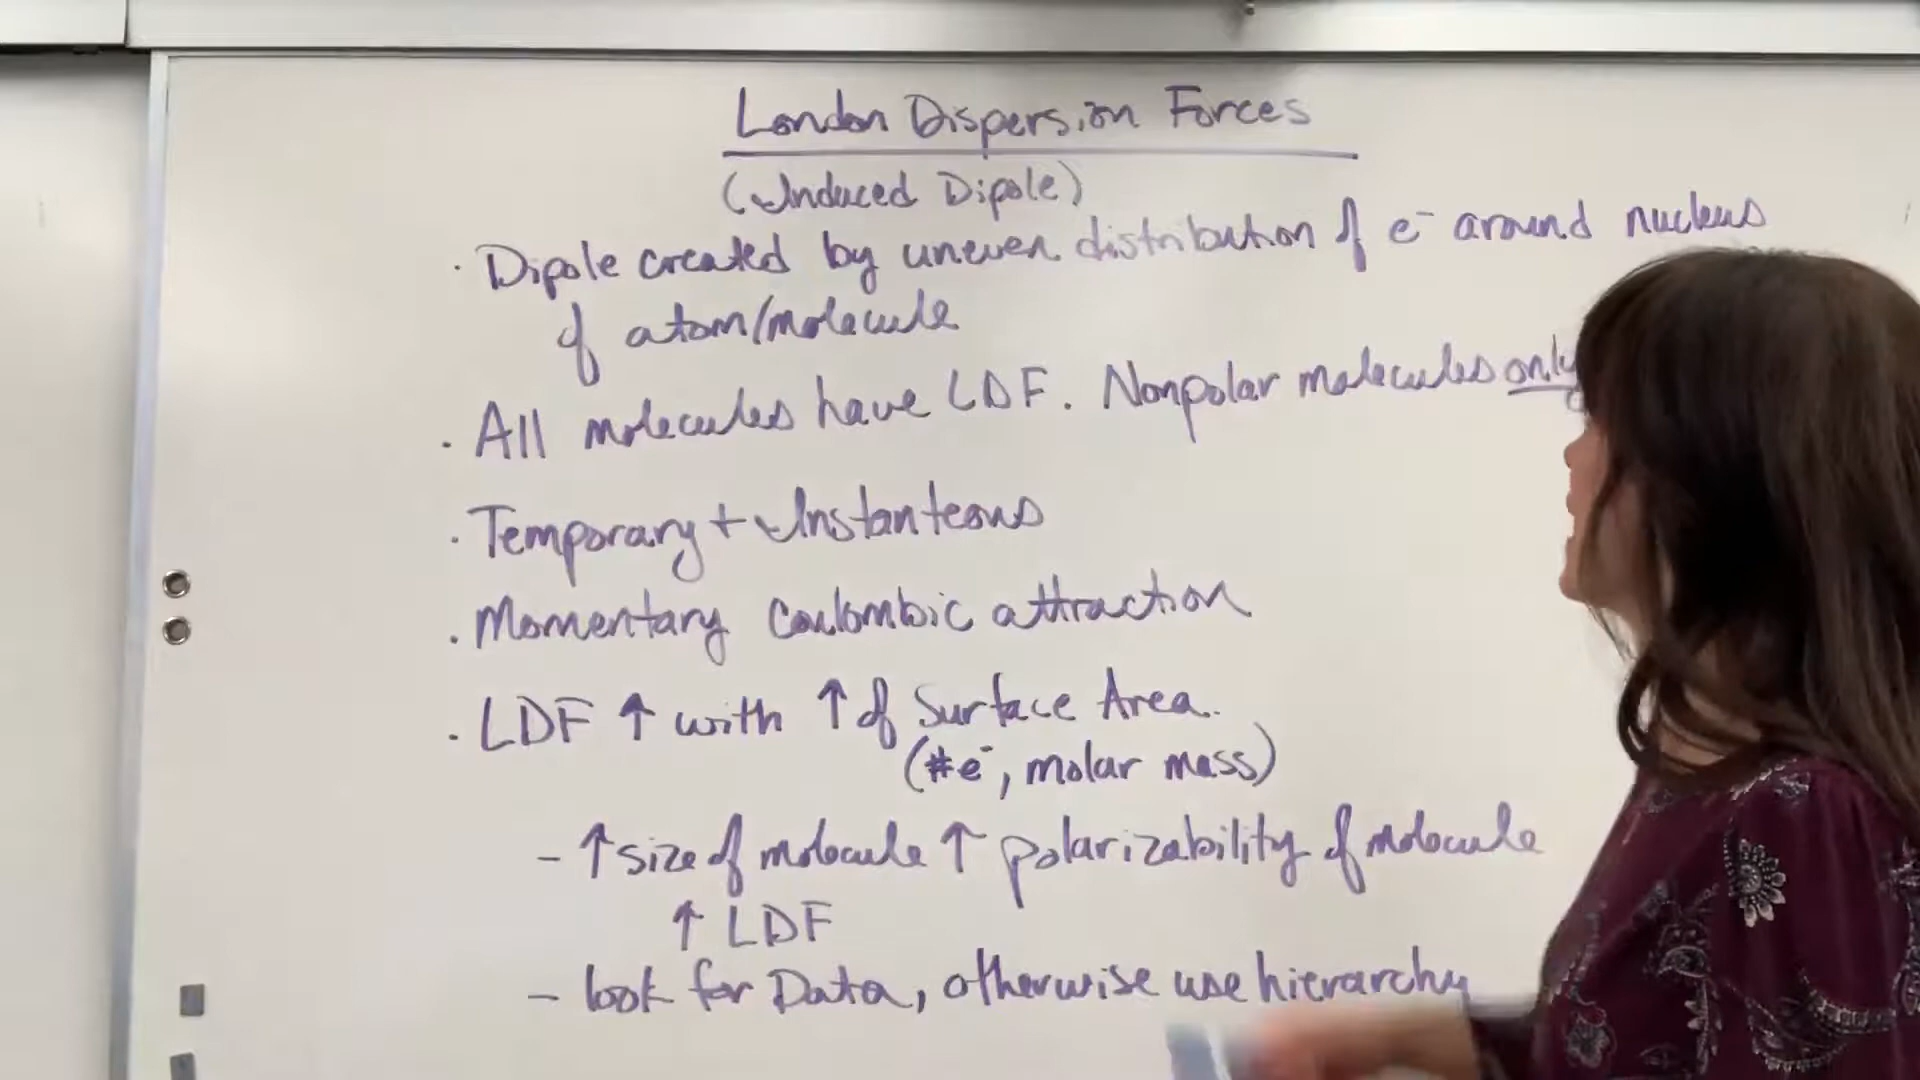 London Dispersion Forces
(Induced Dipole)
· Dipole created by uneven distribution of e⁻ around nucleus
of atom/molecule
· All molecules have LDF. Nonpolar molecules only
· Temporary + Instanteous
· Momentary Coulombic attraction
· LDF ↑ with ↑ of Surface Area.
(#e⁻, molar mass)
- ↑ size of molecule ↑ polarizability of molecule
↑ LDF
- look for Data, otherwise use hierarchy